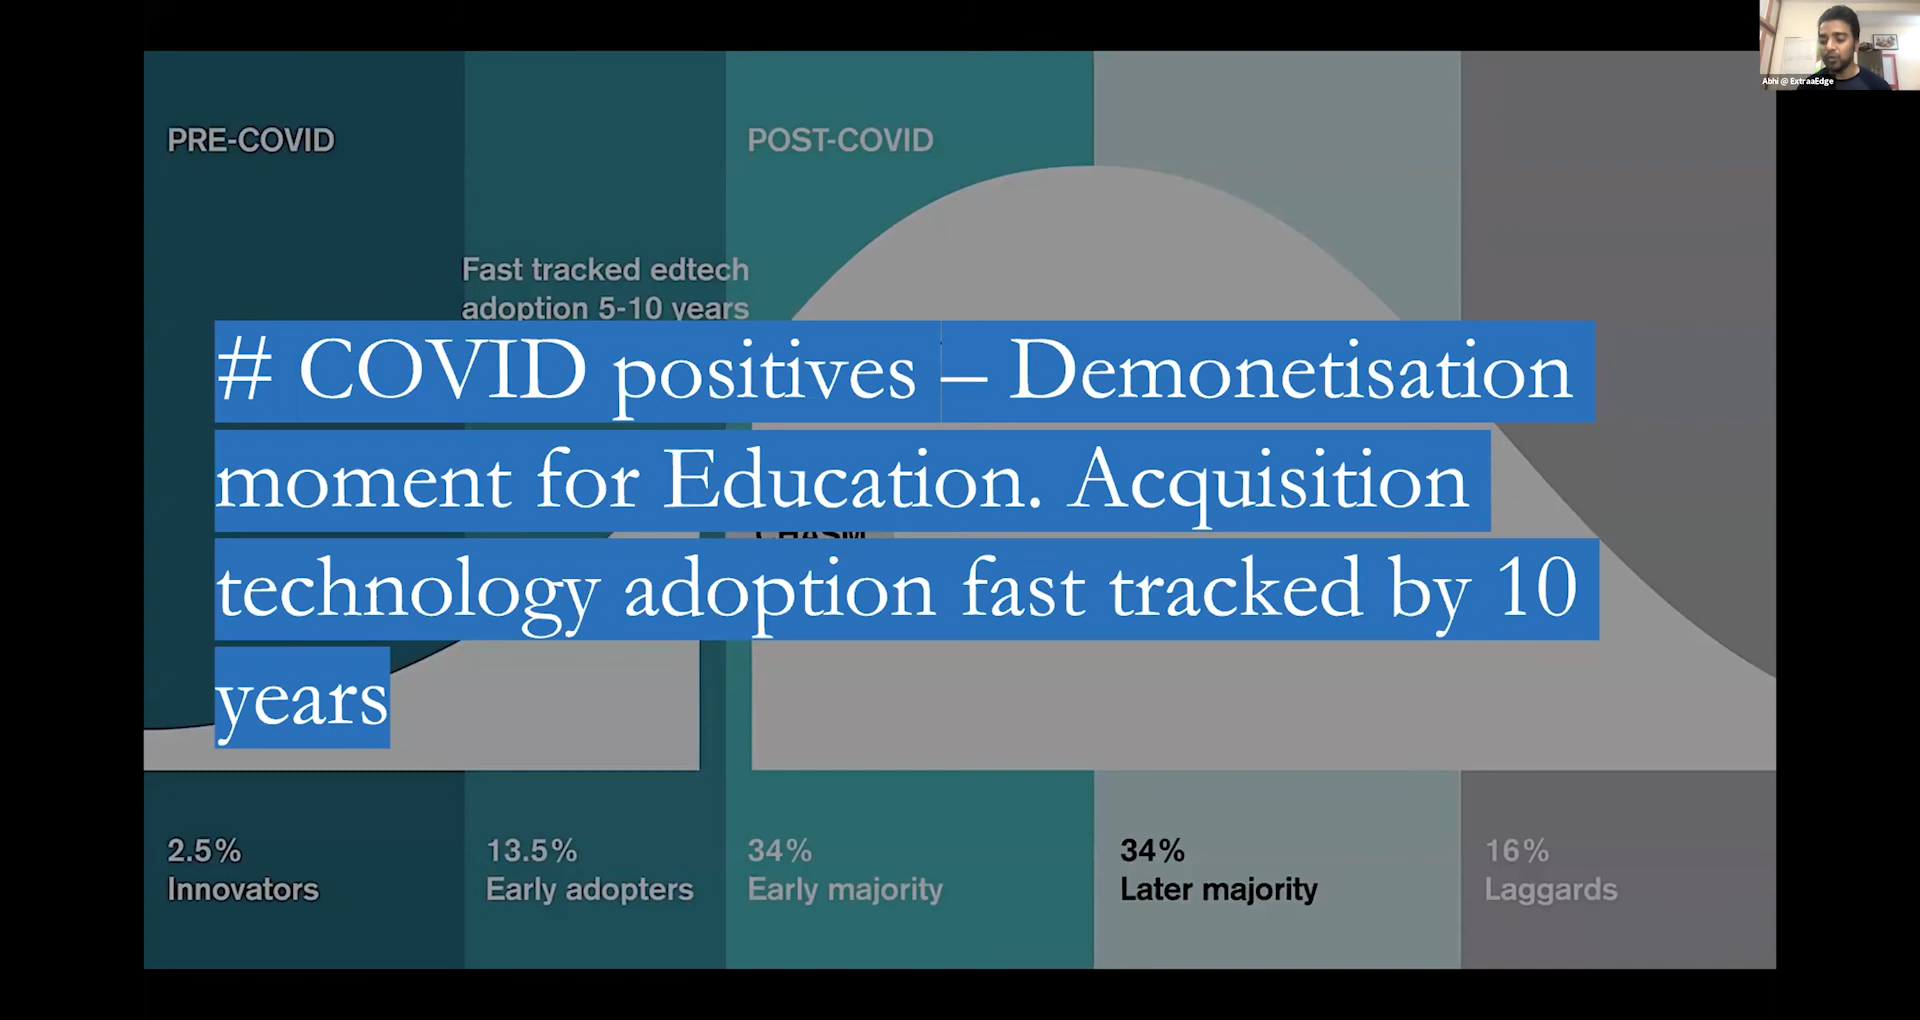 Abhi @ ExtraaEdge
PRE-COVID
POST-COVID
Fast tracked edtech
adoption 5-10 years
# COVID positives – Demonetisation
moment for Education. Acquisition
CHASM
technology adoption fast tracked by 10
years
2.5%
Innovators
13.5%
Early adopters
34%
Early majority
34%
Later majority
16%
Laggards